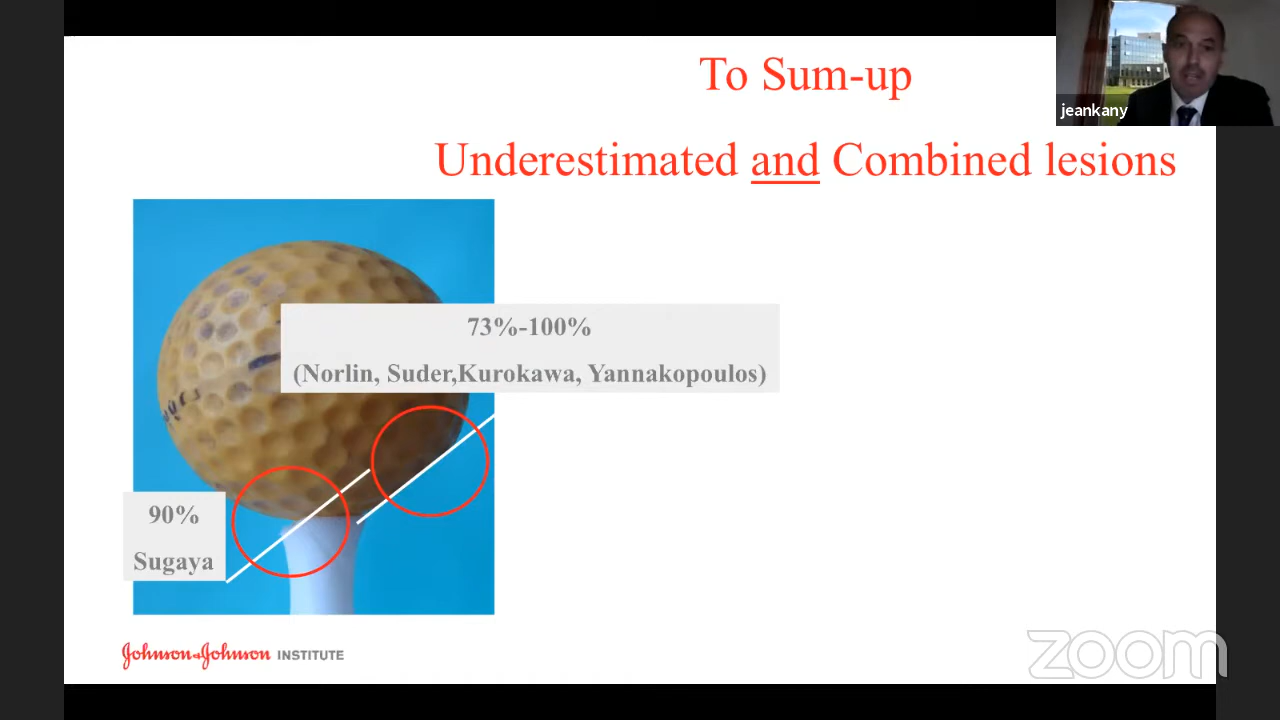 To Sum-up
jeankany
Underestimated and Combined lesions
73%-100%
(Norlin, Suder,Kurokawa, Yannakopoulos)
90%
Sugaya
Johnson & Johnson INSTITUTE
zoom